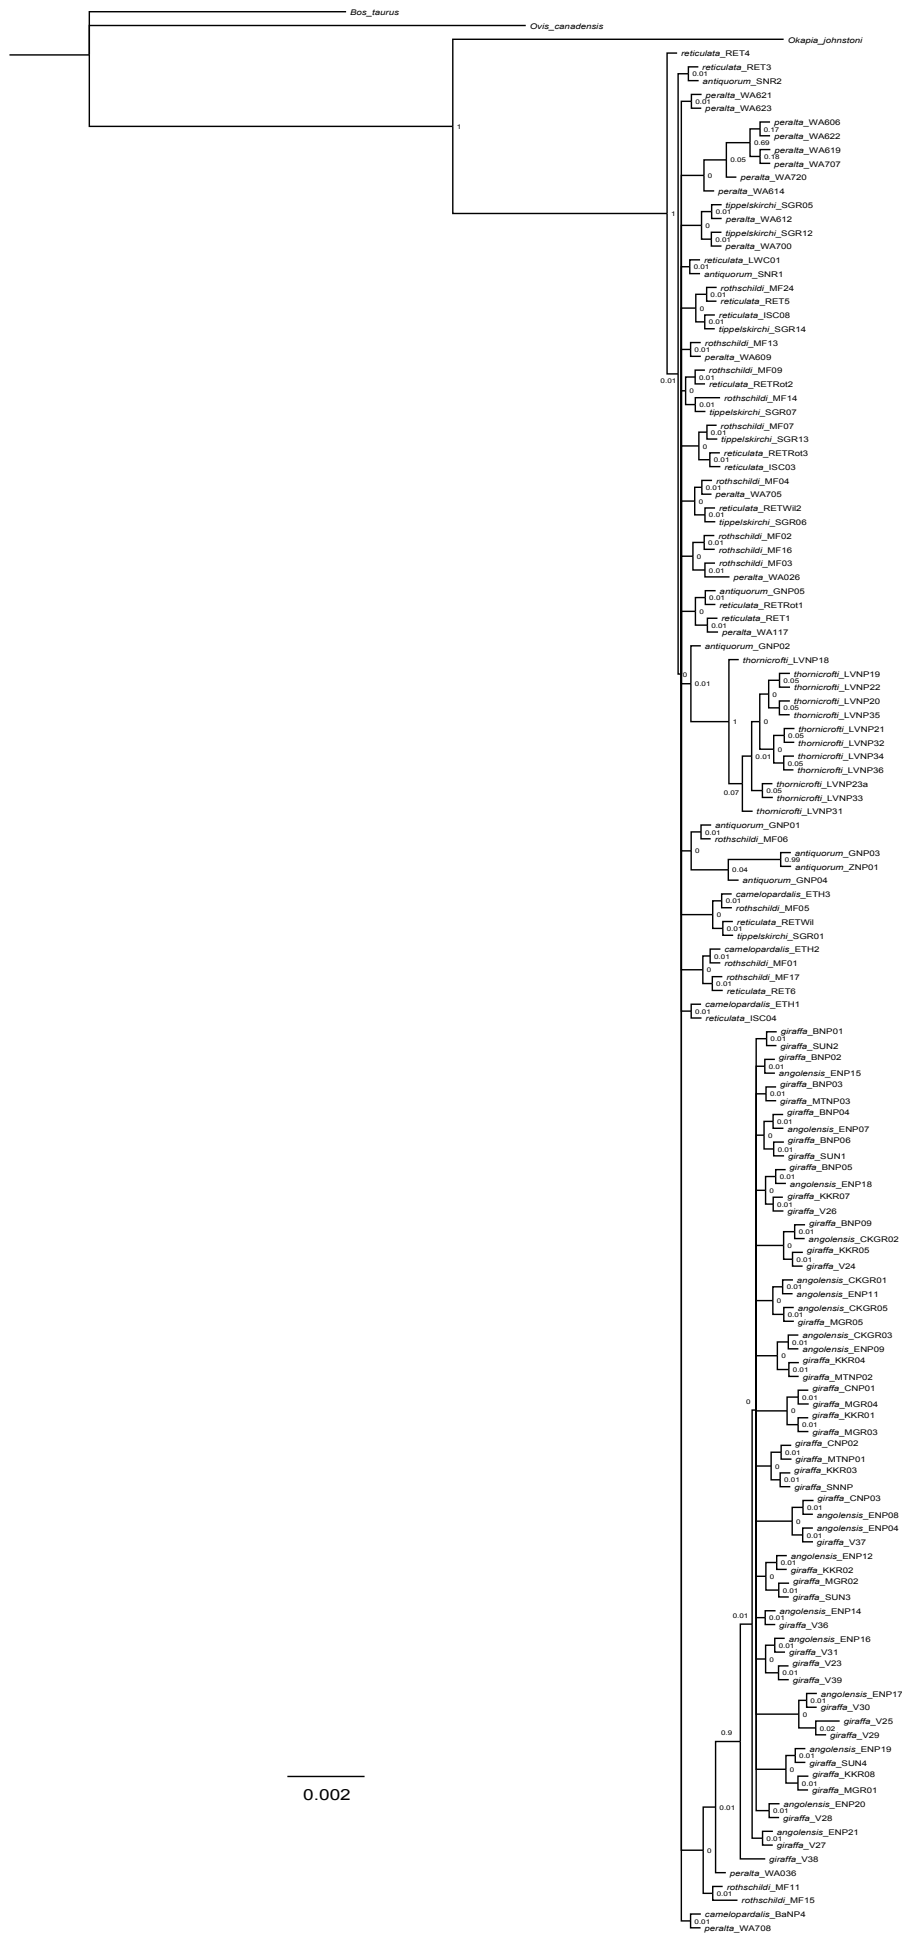 Bos_taurus
Ovis_canadensis
Okapia_johnstoni
1
reticulata_RET4
reticulata_RET3
0.01
antiquorum_SNR2
peralta_WA621
0.01
peralta_WA623
peralta_WA606
0.17
peralta_WA622
0.69
peralta_WA619
0.18
peralta_WA707
0.05
peralta_WA720
0
peralta_WA614
tippelskirchi_SGR05
0.01
peralta_WA612
1
0
tippelskirchi_SGR12
0.01
peralta_WA700
reticulata_LWC01
0.01
antiquorum_SNR1
rothschildi_MF24
0.01
reticulata_RET5
0
reticulata_ISC08
0.01
tippelskirchi_SGR14
rothschildi_MF13
0.01
peralta_WA609
rothschildi_MF09
0.01
0.01
reticulata_RETRot2
0
rothschildi_MF14
0.01
tippelskirchi_SGR07
rothschildi_MF07
0.01
tippelskirchi_SGR13
0
reticulata_RETRot3
0.01
reticulata_ISC03
rothschildi_MF04
0.01
peralta_WA705
0
reticulata_RETWil2
0.01
tippelskirchi_SGR06
rothschildi_MF02
0.01
rothschildi_MF16
0
rothschildi_MF03
0.01
peralta_WA026
antiquorum_GNP05
0.01
reticulata_RETRot1
0
reticulata_RET1
0.01
peralta_WA117
antiquorum_GNP02
thornicrofti_LVNP18
0
0.01
thornicrofti_LVNP19
0.05
thornicrofti_LVNP22
0
thornicrofti_LVNP20
0.05
thornicrofti_LVNP35
1
0
thornicrofti_LVNP21
0.05
thornicrofti_LVNP32
0.01
0
thornicrofti_LVNP34
0.05
thornicrofti_LVNP36
0.07
thornicrofti_LVNP23a
0.05
thornicrofti_LVNP33
thornicrofti_LVNP31
antiquorum_GNP01
0.01
rothschildi_MF06
0
antiquorum_GNP03
0.99
antiquorum_ZNP01
0.04
antiquorum_GNP04
camelopardalis_ETH3
0.01
rothschildi_MF05
0
reticulata_RETWil
0.01
tippelskirchi_SGR01
camelopardalis_ETH2
0.01
rothschildi_MF01
0
rothschildi_MF17
0.01
reticulata_RET6
camelopardalis_ETH1
0.01
reticulata_ISC04
giraffa_BNP01
0.01
giraffa_SUN2
giraffa_BNP02
0.01
angolensis_ENP15
giraffa_BNP03
0.01
giraffa_MTNP03
giraffa_BNP04
0.01
angolensis_ENP07
0
giraffa_BNP06
0.01
giraffa_SUN1
giraffa_BNP05
0.01
angolensis_ENP18
0
giraffa_KKR07
0.01
giraffa_V26
giraffa_BNP09
0.01
angolensis_CKGR02
0
giraffa_KKR05
0.01
giraffa_V24
angolensis_CKGR01
0.01
angolensis_ENP11
0
angolensis_CKGR05
0.01
giraffa_MGR05
angolensis_CKGR03
0.01
angolensis_ENP09
0
giraffa_KKR04
0.01
giraffa_MTNP02
giraffa_CNP01
0.01
giraffa_MGR04
0
0
giraffa_KKR01
0.01
giraffa_MGR03
giraffa_CNP02
0.01
giraffa_MTNP01
0
giraffa_KKR03
0.01
giraffa_SNNP
giraffa_CNP03
0.01
angolensis_ENP08
0
angolensis_ENP04
0.01
giraffa_V37
angolensis_ENP12
0.01
giraffa_KKR02
0
giraffa_MGR02
0.01
giraffa_SUN3
angolensis_ENP14
0.01
0.01
giraffa_V36
angolensis_ENP16
0.01
giraffa_V31
0
giraffa_V23
0.01
giraffa_V39
angolensis_ENP17
0.01
giraffa_V30
0
giraffa_V25
0.02
giraffa_V29
0.9
angolensis_ENP19
0.01
giraffa_SUN4
0
giraffa_KKR08
0.01
giraffa_MGR01
0.002
angolensis_ENP20
0.01
0.01
giraffa_V28
angolensis_ENP21
0.01
giraffa_V27
0
giraffa_V38
peralta_WA036
rothschildi_MF11
0.01
rothschildi_MF15
camelopardalis_BaNP4
0.01
peralta_WA708